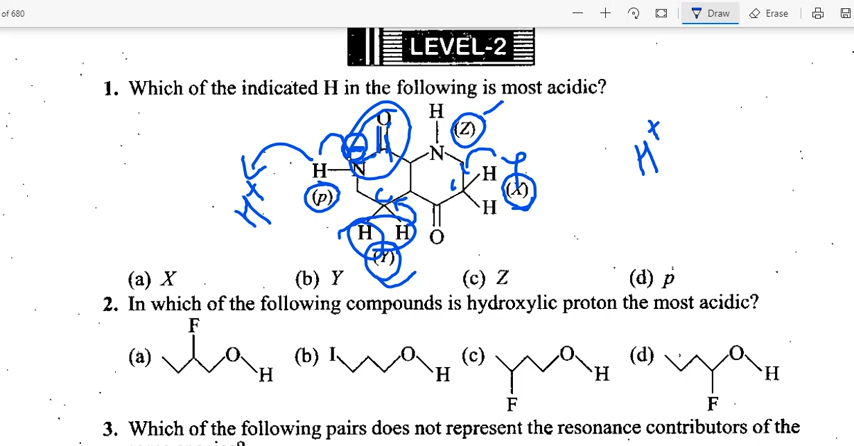 of 680
Draw
Erase
LEVEL-2
1. Which of the indicated H in the following is most acidic?
H
O
(Z)
N
H
N
H
(p)
(X)
H
H H
O
(Y)
H+
H+
(a) X (b) Y (c) Z (d) p
2. In which of the following compounds is hydroxylic proton the most acidic?
F
(a) O H (b) I O H (c) O H (d) O H
F F
3. Which of the following pairs does not represent the resonance contributors of the